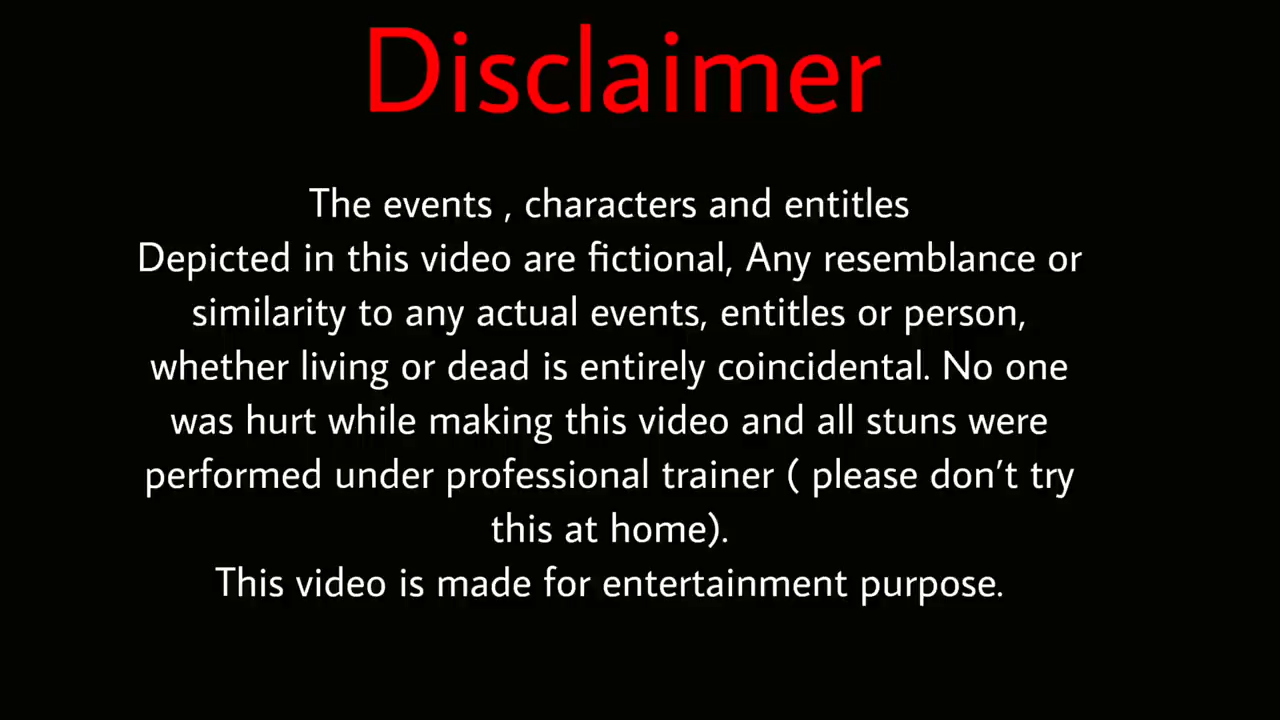 Disclaimer
The events , characters and entitles
Depicted in this video are fictional, Any resemblance or
similarity to any actual events, entitles or person,
whether living or dead is entirely coincidental. No one
was hurt while making this video and all stuns were
performed under professional trainer ( please don’t try
this at home).
This video is made for entertainment purpose.